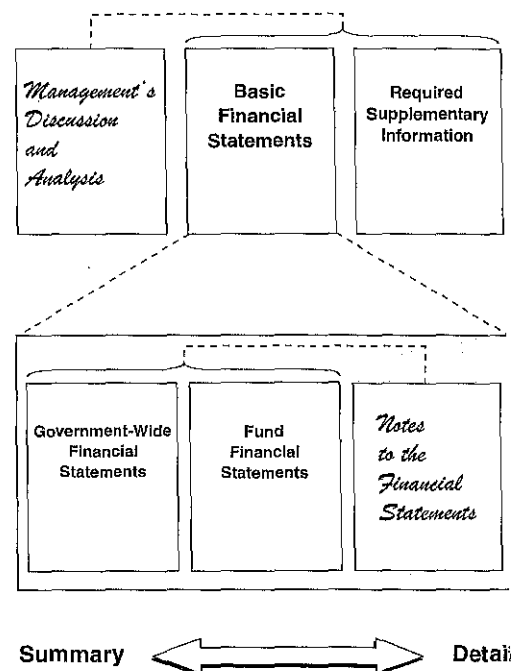 Management's
Discussion
and
Analysis
Basic
Financial
Statements
Required
Supplementary
Information
Government-Wide
Financial
Statements
Fund
Financial
Statements
Notes
to the
Financial
Statements
Summary
Detai